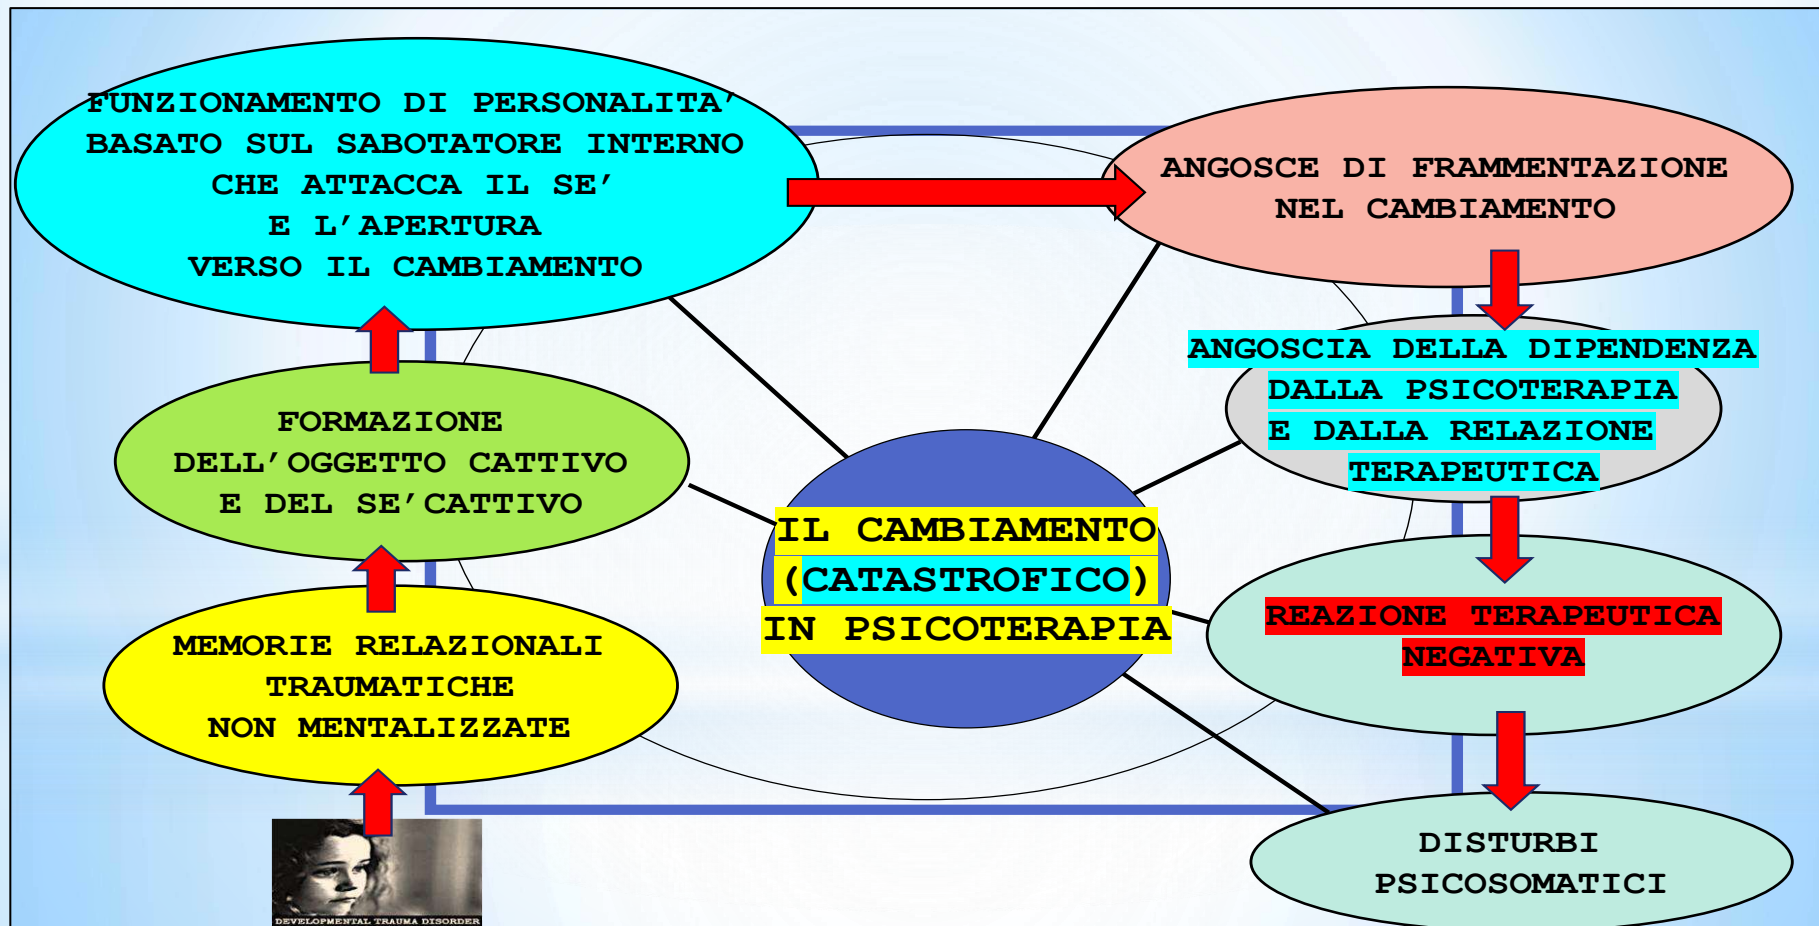 FUNZIONAMENTO DI PERSONALITA’
BASATO SUL SABOTATORE INTERNO
CHE ATTACCA IL SE’
E L’APERTURA
VERSO IL CAMBIAMENTO
ANGOSCE DI FRAMMENTAZIONE
NEL CAMBIAMENTO
ANGOSCIA DELLA DIPENDENZA
DALLA PSICOTERAPIA
E DALLA RELAZIONE
TERAPEUTICA
FORMAZIONE
DELL’OGGETTO CATTIVO
E DEL SE’CATTIVO
IL CAMBIAMENTO
(CATASTROFICO)
IN PSICOTERAPIA
REAZIONE TERAPEUTICA
NEGATIVA
MEMORIE RELAZIONALI
TRAUMATICHE
NON MENTALIZZATE
DISTURBI
PSICOSOMATICI
DEVELOPMENTAL TRAUMA DISORDER